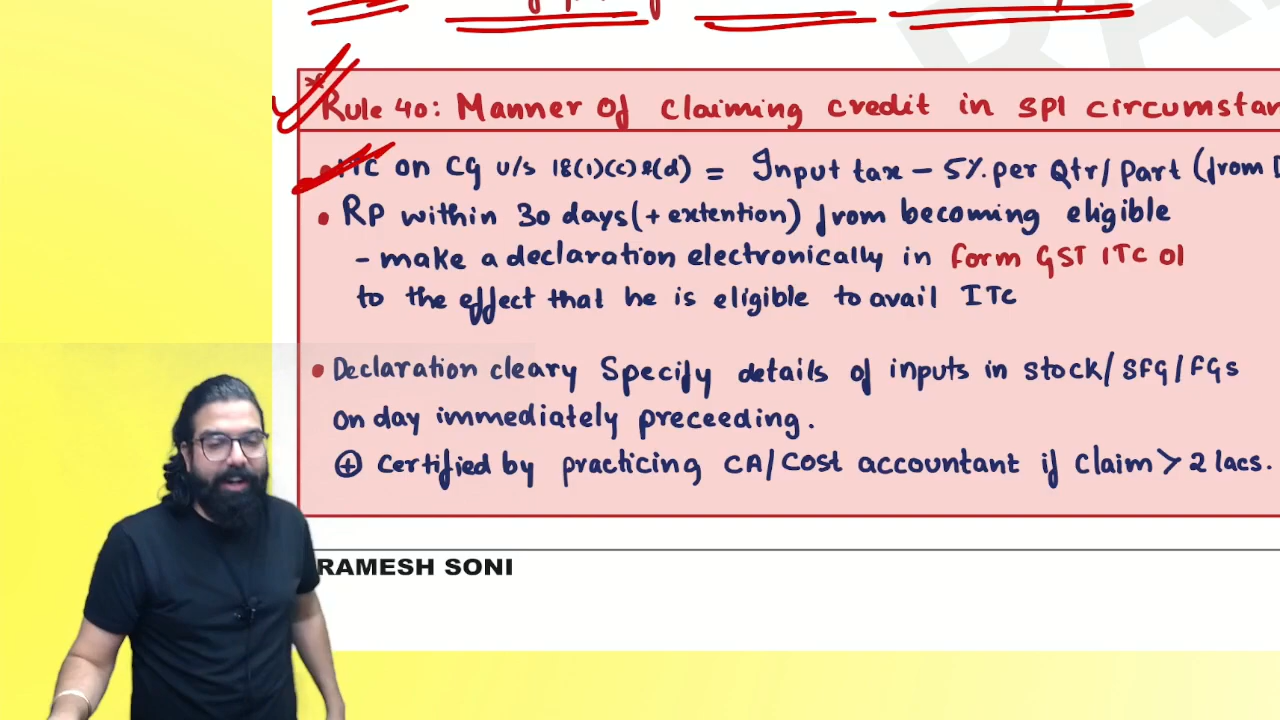 Rule 40: Manner Of claiming credit in SPl circumstan
ITC on CG u/s 18(1)(c)&(d) = Input tax - 5%. per Qtr/ Part (from
• RP within 30 days (+ extention) from becoming eligible
- make a declaration electronically in form GST ITC 01
to the effect that he is eligible to avail ITC
• Declaration cleary Specify details of inputs in stock/ SFG/ FGs
On day immediately preceeding.
⊕ Certified by practicing CA/Cost accountant if claim > 2 lacs.
RAMESH SONI